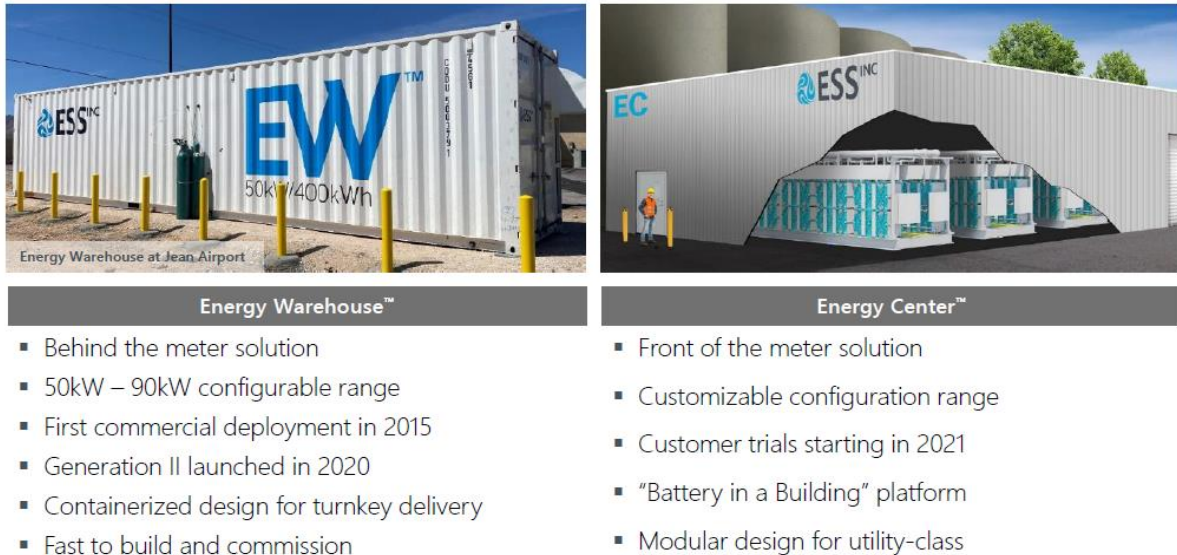 ESS INC
EW™
50kW/400kWh
Energy Warehouse at Jean Airport
EC
ESS INC
Energy Warehouse™
▪ Behind the meter solution
▪ 50kW – 90kW configurable range
▪ First commercial deployment in 2015
▪ Generation II launched in 2020
▪ Containerized design for turnkey delivery
▪ Fast to build and commission
Energy Center™
▪ Front of the meter solution
▪ Customizable configuration range
▪ Customer trials starting in 2021
▪ “Battery in a Building” platform
▪ Modular design for utility-class